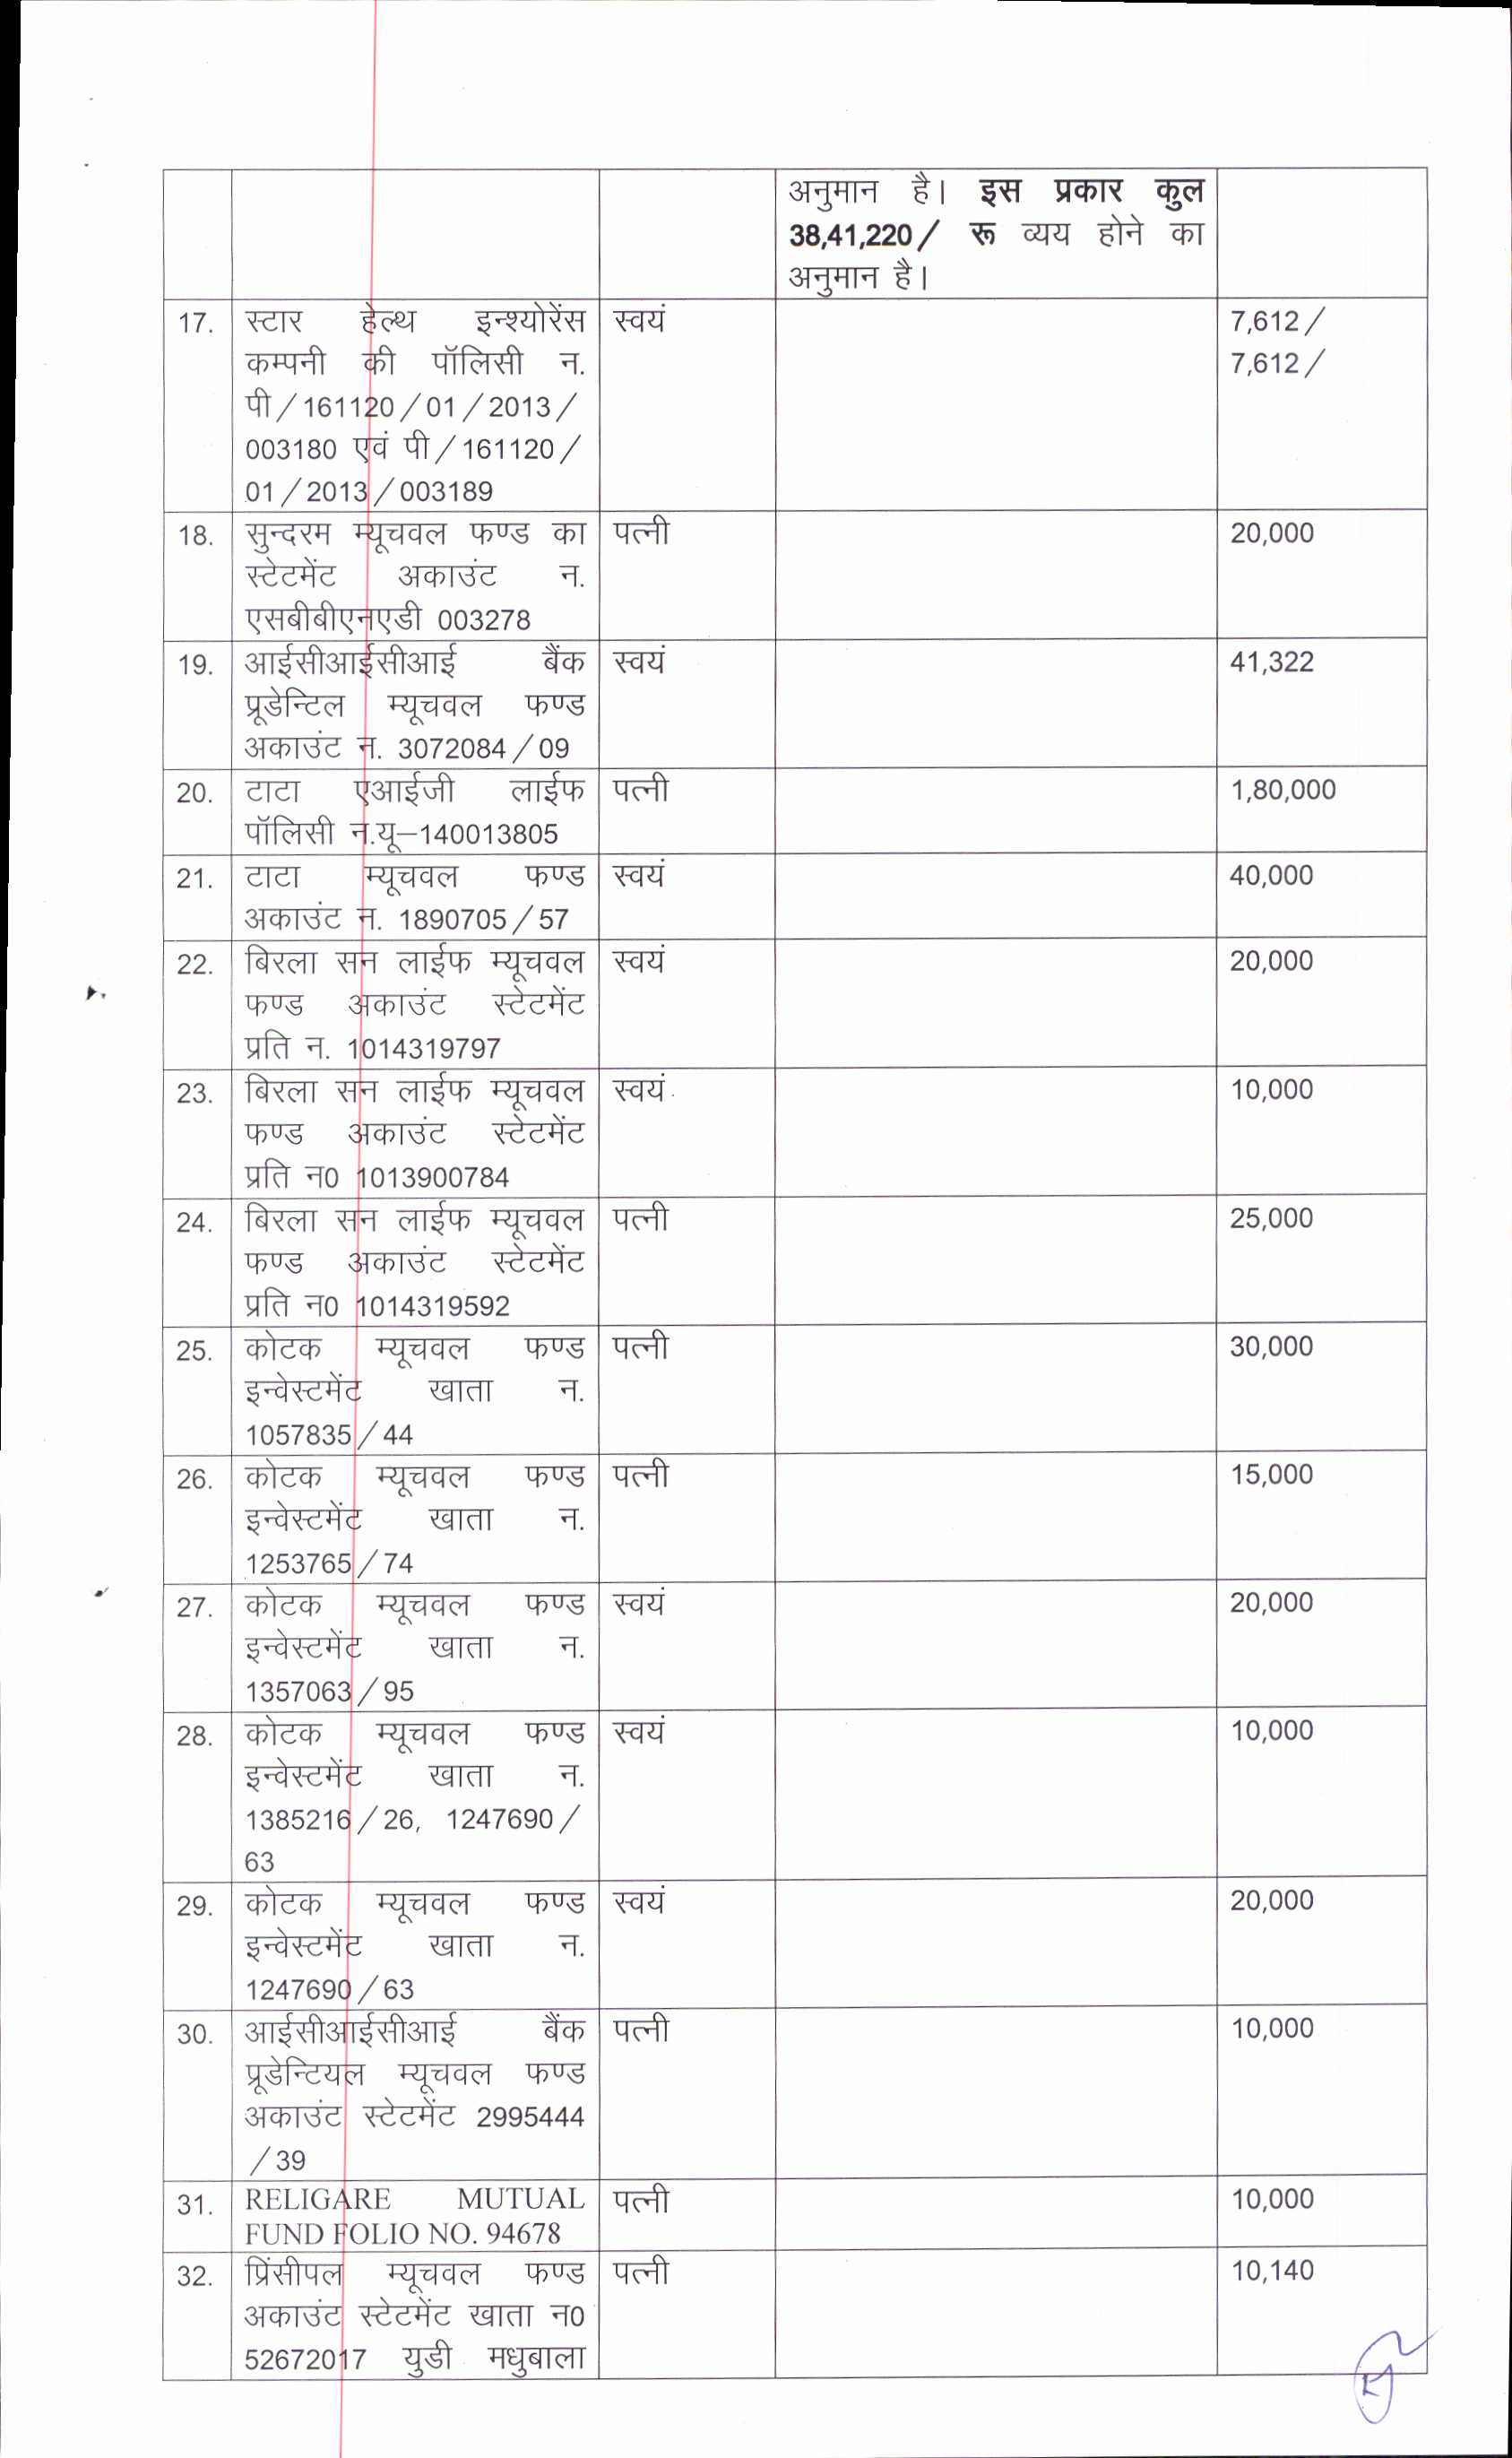 अनुमान है। इस प्रकार कुल
38,41,220/ रू व्यय होने का
अनुमान है।
17. स्टार हेल्थ इन्श्योरेंस स्वयं 7,612/
कम्पनी की पॉलिसी न. 7,612/
पी/161120/01/2013/
003180 एवं पी/161120/
01/2013/003189
18. सुन्दरम म्यूचवल फण्ड का पत्नी 20,000
स्टेटमेंट अकाउंट न.
एसबीबीएनएडी 003278
19. आईसीआईसीआई बैंक स्वयं 41,322
प्रूडेन्टिल म्यूचवल फण्ड
अकाउंट न. 3072084/09
20. टाटा एआईजी लाईफ पत्नी 1,80,000
पॉलिसी न.यू–140013805
21. टाटा म्यूचवल फण्ड स्वयं 40,000
अकाउंट न. 1890705/57
22. बिरला सन लाईफ म्यूचवल स्वयं 20,000
फण्ड अकाउंट स्टेटमेंट
प्रति न. 1014319797
23. बिरला सन लाईफ म्यूचवल स्वयं 10,000
फण्ड अकाउंट स्टेटमेंट
प्रति न0 1013900784
24. बिरला सन लाईफ म्यूचवल पत्नी 25,000
फण्ड अकाउंट स्टेटमेंट
प्रति न0 1014319592
25. कोटक म्यूचवल फण्ड पत्नी 30,000
इन्वेस्टमेंट खाता न.
1057835/44
26. कोटक म्यूचवल फण्ड पत्नी 15,000
इन्वेस्टमेंट खाता न.
1253765/74
27. कोटक म्यूचवल फण्ड स्वयं 20,000
इन्वेस्टमेंट खाता न.
1357063/95
28. कोटक म्यूचवल फण्ड स्वयं 10,000
इन्वेस्टमेंट खाता न.
1385216/26, 1247690/
63
29. कोटक म्यूचवल फण्ड स्वयं 20,000
इन्वेस्टमेंट खाता न.
1247690/63
30. आईसीआईसीआई बैंक पत्नी 10,000
प्रूडेन्टियल म्यूचवल फण्ड
अकाउंट स्टेटमेंट 2995444
/39
31. RELIGARE MUTUAL पत्नी 10,000
FUND FOLIO NO. 94678
32. प्रिंसीपल म्यूचवल फण्ड पत्नी 10,140
अकाउंट स्टेटमेंट खाता न0
52672017 युडी मधुबाला